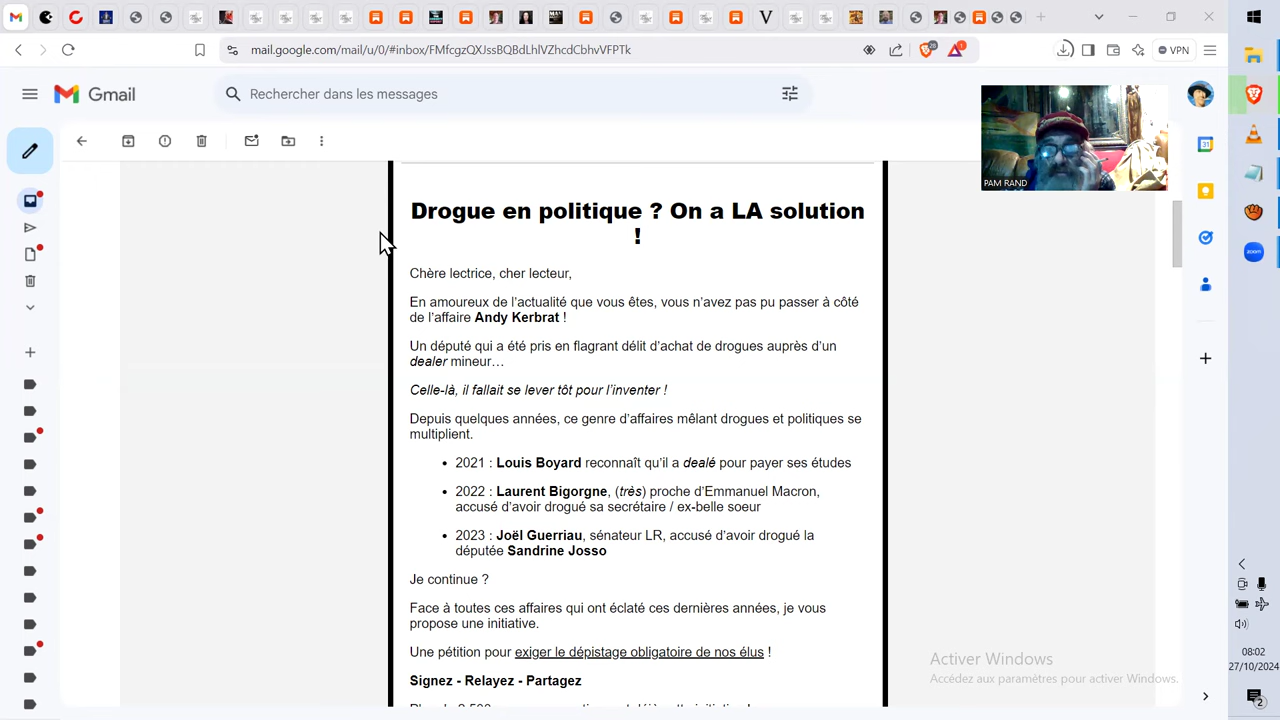 mail.google.com/mail/u/0/#inbox/FMfcgzQXJssBQBdLhlVZhcdCbhvVFPTk
28
1
VPN
Gmail
Rechercher dans les messages
31
PAM RAND
Drogue en politique ? On a LA solution
!
Chère lectrice, cher lecteur,
En amoureux de l'actualité que vous êtes, vous n'avez pas pu passer à côté
de l'affaire Andy Kerbrat !
Un député qui a été pris en flagrant délit d'achat de drogues auprès d'un
dealer mineur…
Celle-là, il fallait se lever tôt pour l'inventer !
Depuis quelques années, ce genre d'affaires mêlant drogues et politiques se
multiplient.
• 2021 : Louis Boyard reconnaît qu'il a dealé pour payer ses études
• 2022 : Laurent Bigorgne, (très) proche d'Emmanuel Macron,
accusé d'avoir drogué sa secrétaire / ex-belle soeur
• 2023 : Joël Guerriau, sénateur LR, accusé d'avoir drogué la
députée Sandrine Josso
Je continue ?
Face à toutes ces affaires qui ont éclaté ces dernières années, je vous
propose une initiative.
Une pétition pour exiger le dépistage obligatoire de nos élus !
Signez - Relayez - Partagez
zoom
Activer Windows
Accédez aux paramètres pour activer Windows.
08:02
27/10/2024
2